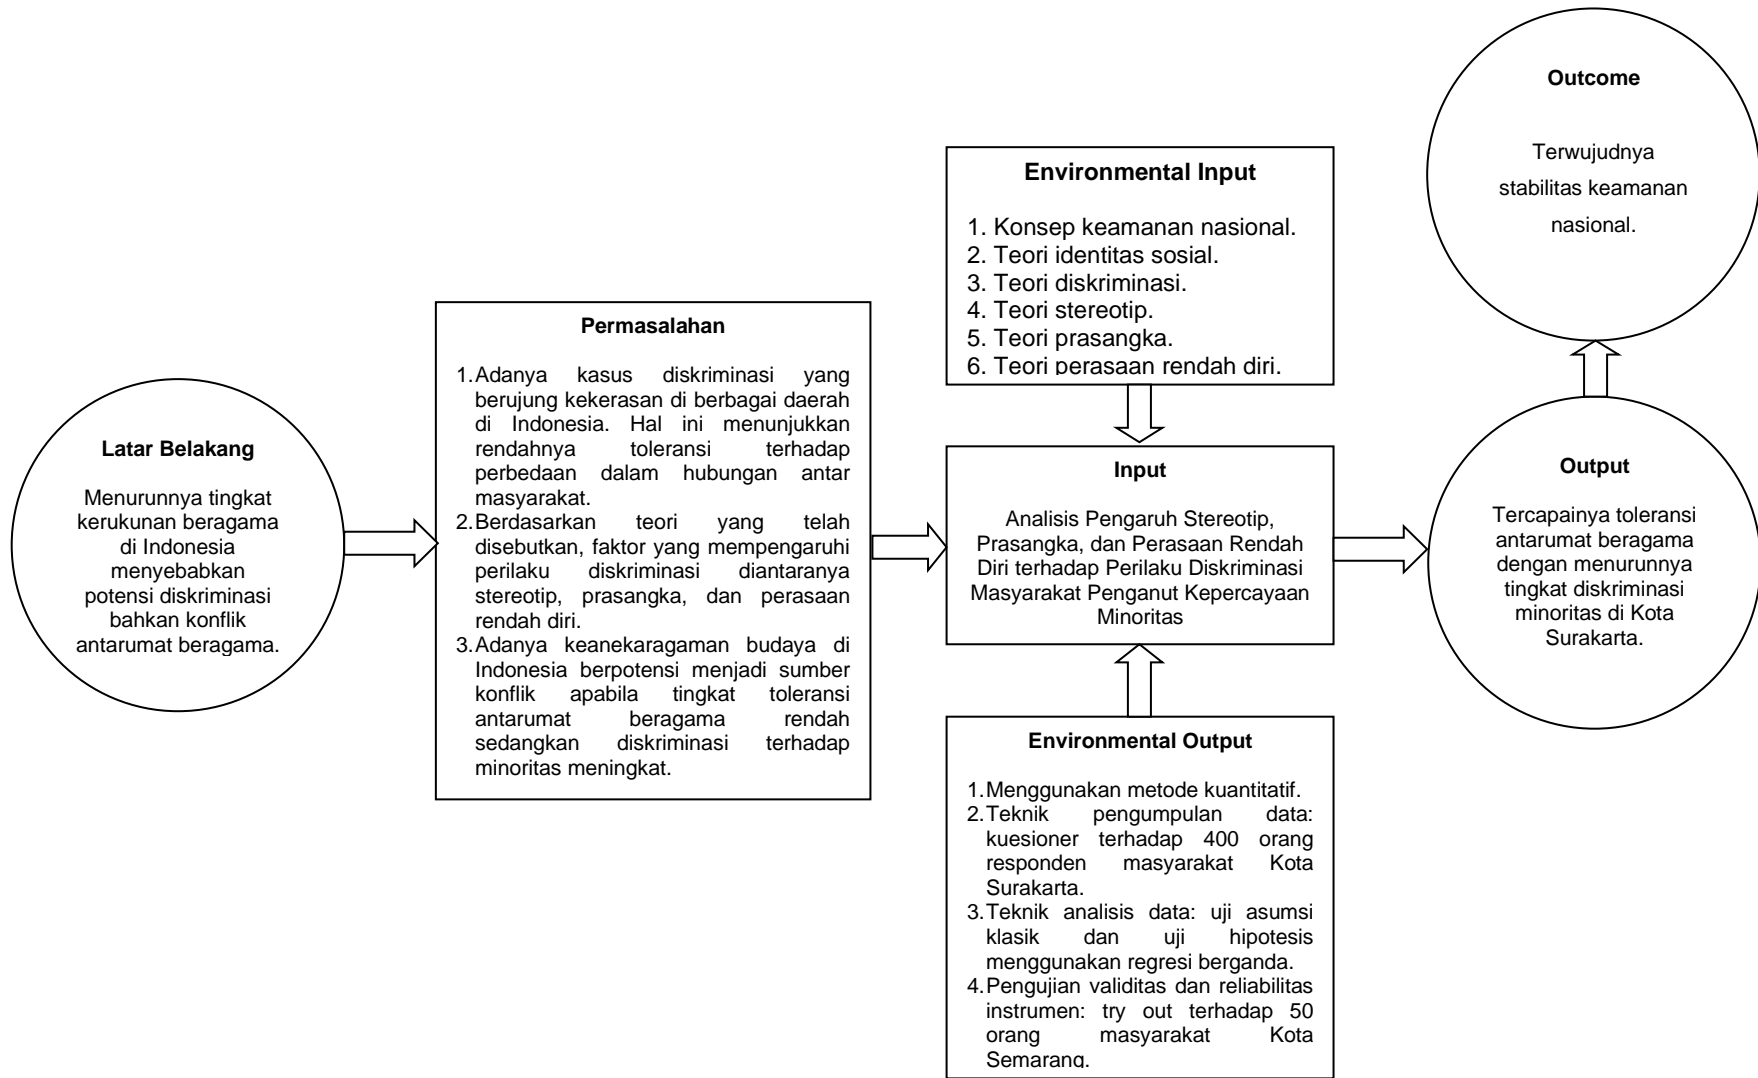 Latar Belakang
Menurunnya tingkat
kerukunan beragama
di Indonesia
menyebabkan
potensi diskriminasi
bahkan konflik
antarumat beragama.
Permasalahan
1. Adanya kasus diskriminasi yang
berujung kekerasan di berbagai daerah
di Indonesia. Hal ini menunjukkan
rendahnya toleransi terhadap
perbedaan dalam hubungan antar
masyarakat.
2. Berdasarkan teori yang telah
disebutkan, faktor yang mempengaruhi
perilaku diskriminasi diantaranya
stereotip, prasangka, dan perasaan
rendah diri.
3. Adanya keanekaragaman budaya di
Indonesia berpotensi menjadi sumber
konflik apabila tingkat toleransi
antarumat beragama rendah
sedangkan diskriminasi terhadap
minoritas meningkat.
Environmental Input
1. Konsep keamanan nasional.
2. Teori identitas sosial.
3. Teori diskriminasi.
4. Teori stereotip.
5. Teori prasangka.
6. Teori perasaan rendah diri.
Input
Analisis Pengaruh Stereotip,
Prasangka, dan Perasaan Rendah
Diri terhadap Perilaku Diskriminasi
Masyarakat Penganut Kepercayaan
Minoritas
Environmental Output
1. Menggunakan metode kuantitatif.
2. Teknik pengumpulan data:
kuesioner terhadap 400 orang
responden masyarakat Kota
Surakarta.
3. Teknik analisis data: uji asumsi
klasik dan uji hipotesis
menggunakan regresi berganda.
4. Pengujian validitas dan reliabilitas
instrumen: try out terhadap 50
orang masyarakat Kota
Semarang.
Output
Tercapainya toleransi
antarumat beragama
dengan menurunnya
tingkat diskriminasi
minoritas di Kota
Surakarta.
Outcome
Terwujudnya
stabilitas keamanan
nasional.